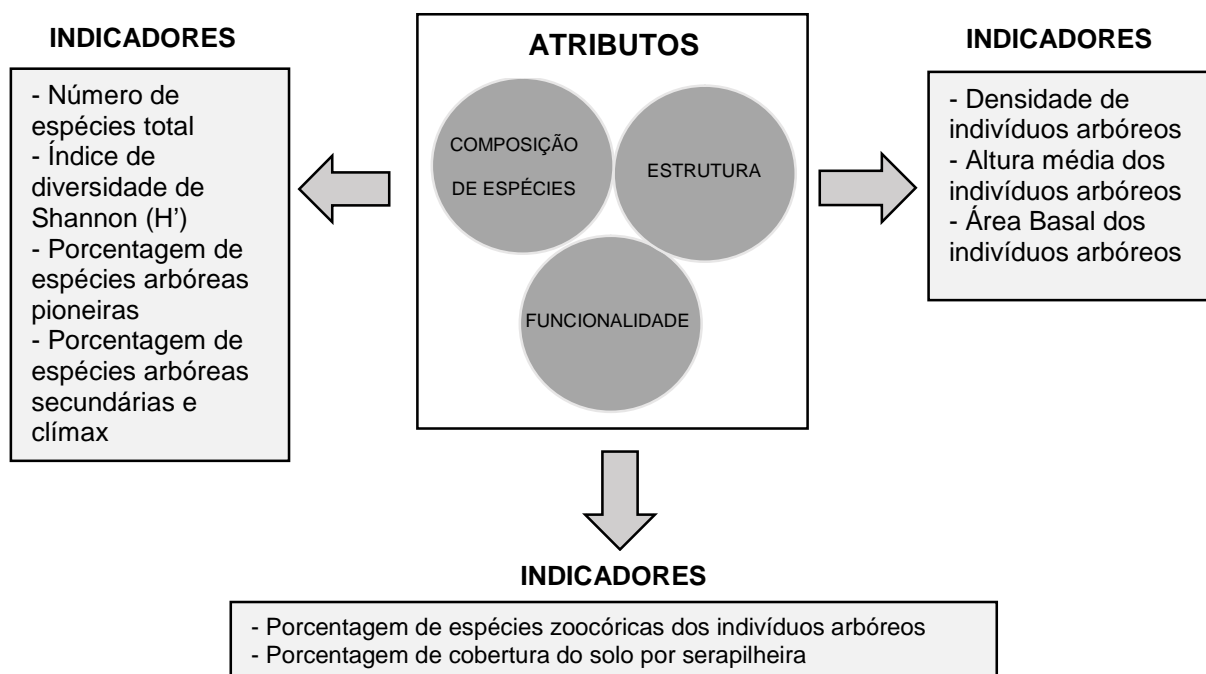 INDICADORES
- Número de
espécies total
- Índice de
diversidade de
Shannon (H’)
- Porcentagem de
espécies arbóreas
pioneiras
- Porcentagem de
espécies arbóreas
secundárias e
clímax
ATRIBUTOS
COMPOSIÇÃO
DE ESPÉCIES
ESTRUTURA
FUNCIONALIDADE
INDICADORES
- Densidade de
indivíduos arbóreos
- Altura média dos
indivíduos arbóreos
- Área Basal dos
indivíduos arbóreos
INDICADORES
- Porcentagem de espécies zoocóricas dos indivíduos arbóreos
- Porcentagem de cobertura do solo por serapilheira